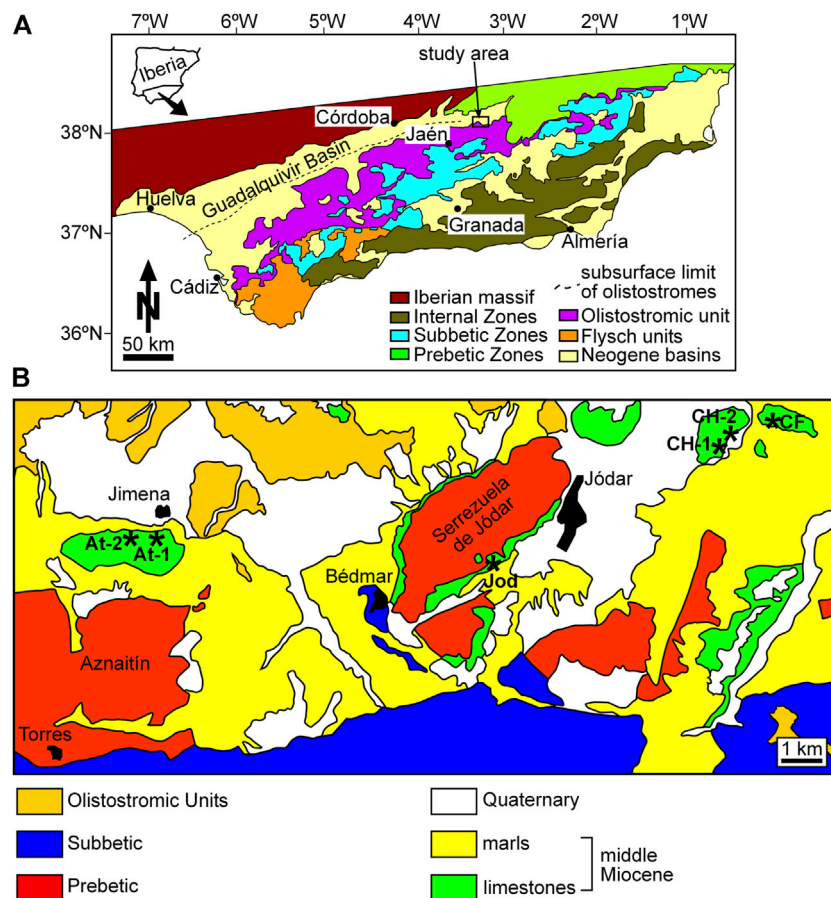 A
7ºW 6ºW 5ºW 4ºW 3ºW 2ºW 1ºW
Iberia
study area
38ºN
Córdoba
Jaén
Guadalquivir Basin
Huelva
37ºN
Granada
Almería
Cádiz
N
36ºN
50 km
subsurface limit
of olistostromes
Iberian massif
Internal Zones
Subbetic Zones
Prebetic Zones
Olistostromic unit
Flysch units
Neogene basins
B
CH-2
CF
CH-1
Jimena
Jódar
Serrezuela
de Jódar
At-2
At-1
Jod
Bédmar
Aznaitín
Torres
1 km
Olistostromic Units
Subbetic
Prebetic
Quaternary
marls
limestones
middle
Miocene